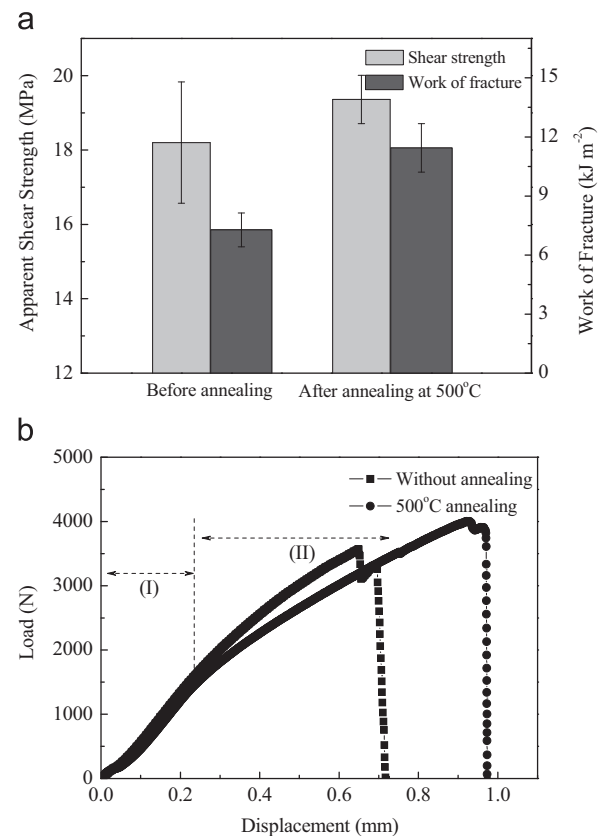 a
Apparent Shear Strength (MPa)
20
18
16
14
12
Shear strength
Work of fracture
15
12
9
6
3
0
Work of Fracture (kJ m⁻²)
Before annealing
After annealing at 500°C
b
Load (N)
5000
4000
3000
2000
1000
0
Without annealing
500°C annealing
(I)
(II)
0.0 0.2 0.4 0.6 0.8 1.0
Displacement (mm)